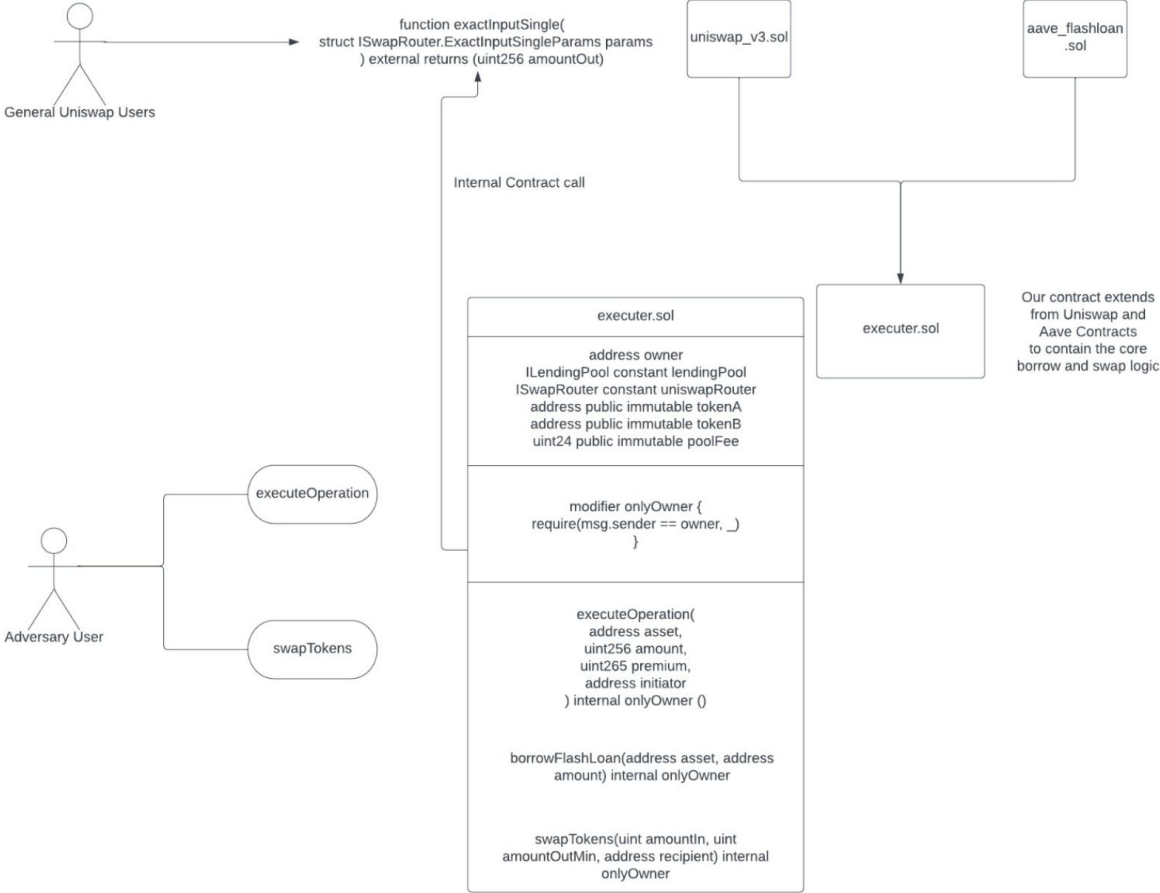 function exactInputSingle(
struct ISwapRouter.ExactInputSingleParams params
) external returns (uint256 amountOut)
uniswap_v3.sol
aave_flashloan
.sol
General Uniswap Users
Internal Contract call
executer.sol
Our contract extends
from Uniswap and
Aave Contracts
to contain the core
borrow and swap logic
executer.sol
address owner
ILendingPool constant lendingPool
ISwapRouter constant uniswapRouter
address public immutable tokenA
address public immutable tokenB
uint24 public immutable poolFee
modifier onlyOwner {
require(msg.sender == owner, _)
}
executeOperation
Adversary User
swapTokens
executeOperation(
address asset,
uint256 amount,
uint265 premium,
address initiator
) internal onlyOwner ()
borrowFlashLoan(address asset, address
amount) internal onlyOwner
swapTokens(uint amountIn, uint
amountOutMin, address recipient) internal
onlyOwner